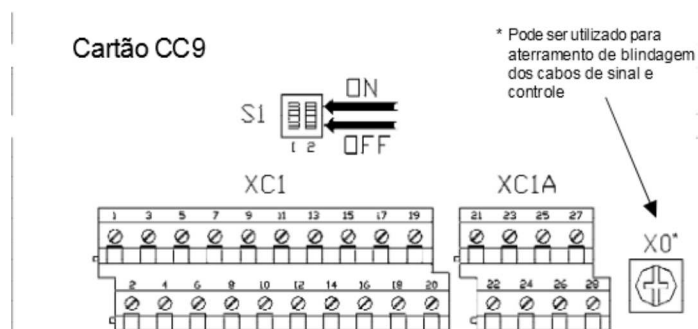 Cartão CC9
* Pode ser utilizado para
aterramento de blindagem
dos cabos de sinal e
controle
ON
S1
OFF
1 2
XC1
XC1A
X0*
1 3 5 7 9 11 13 15 17 19
21 23 25 27
2 4 6 8 10 12 14 16 18 20
22 24 26 28